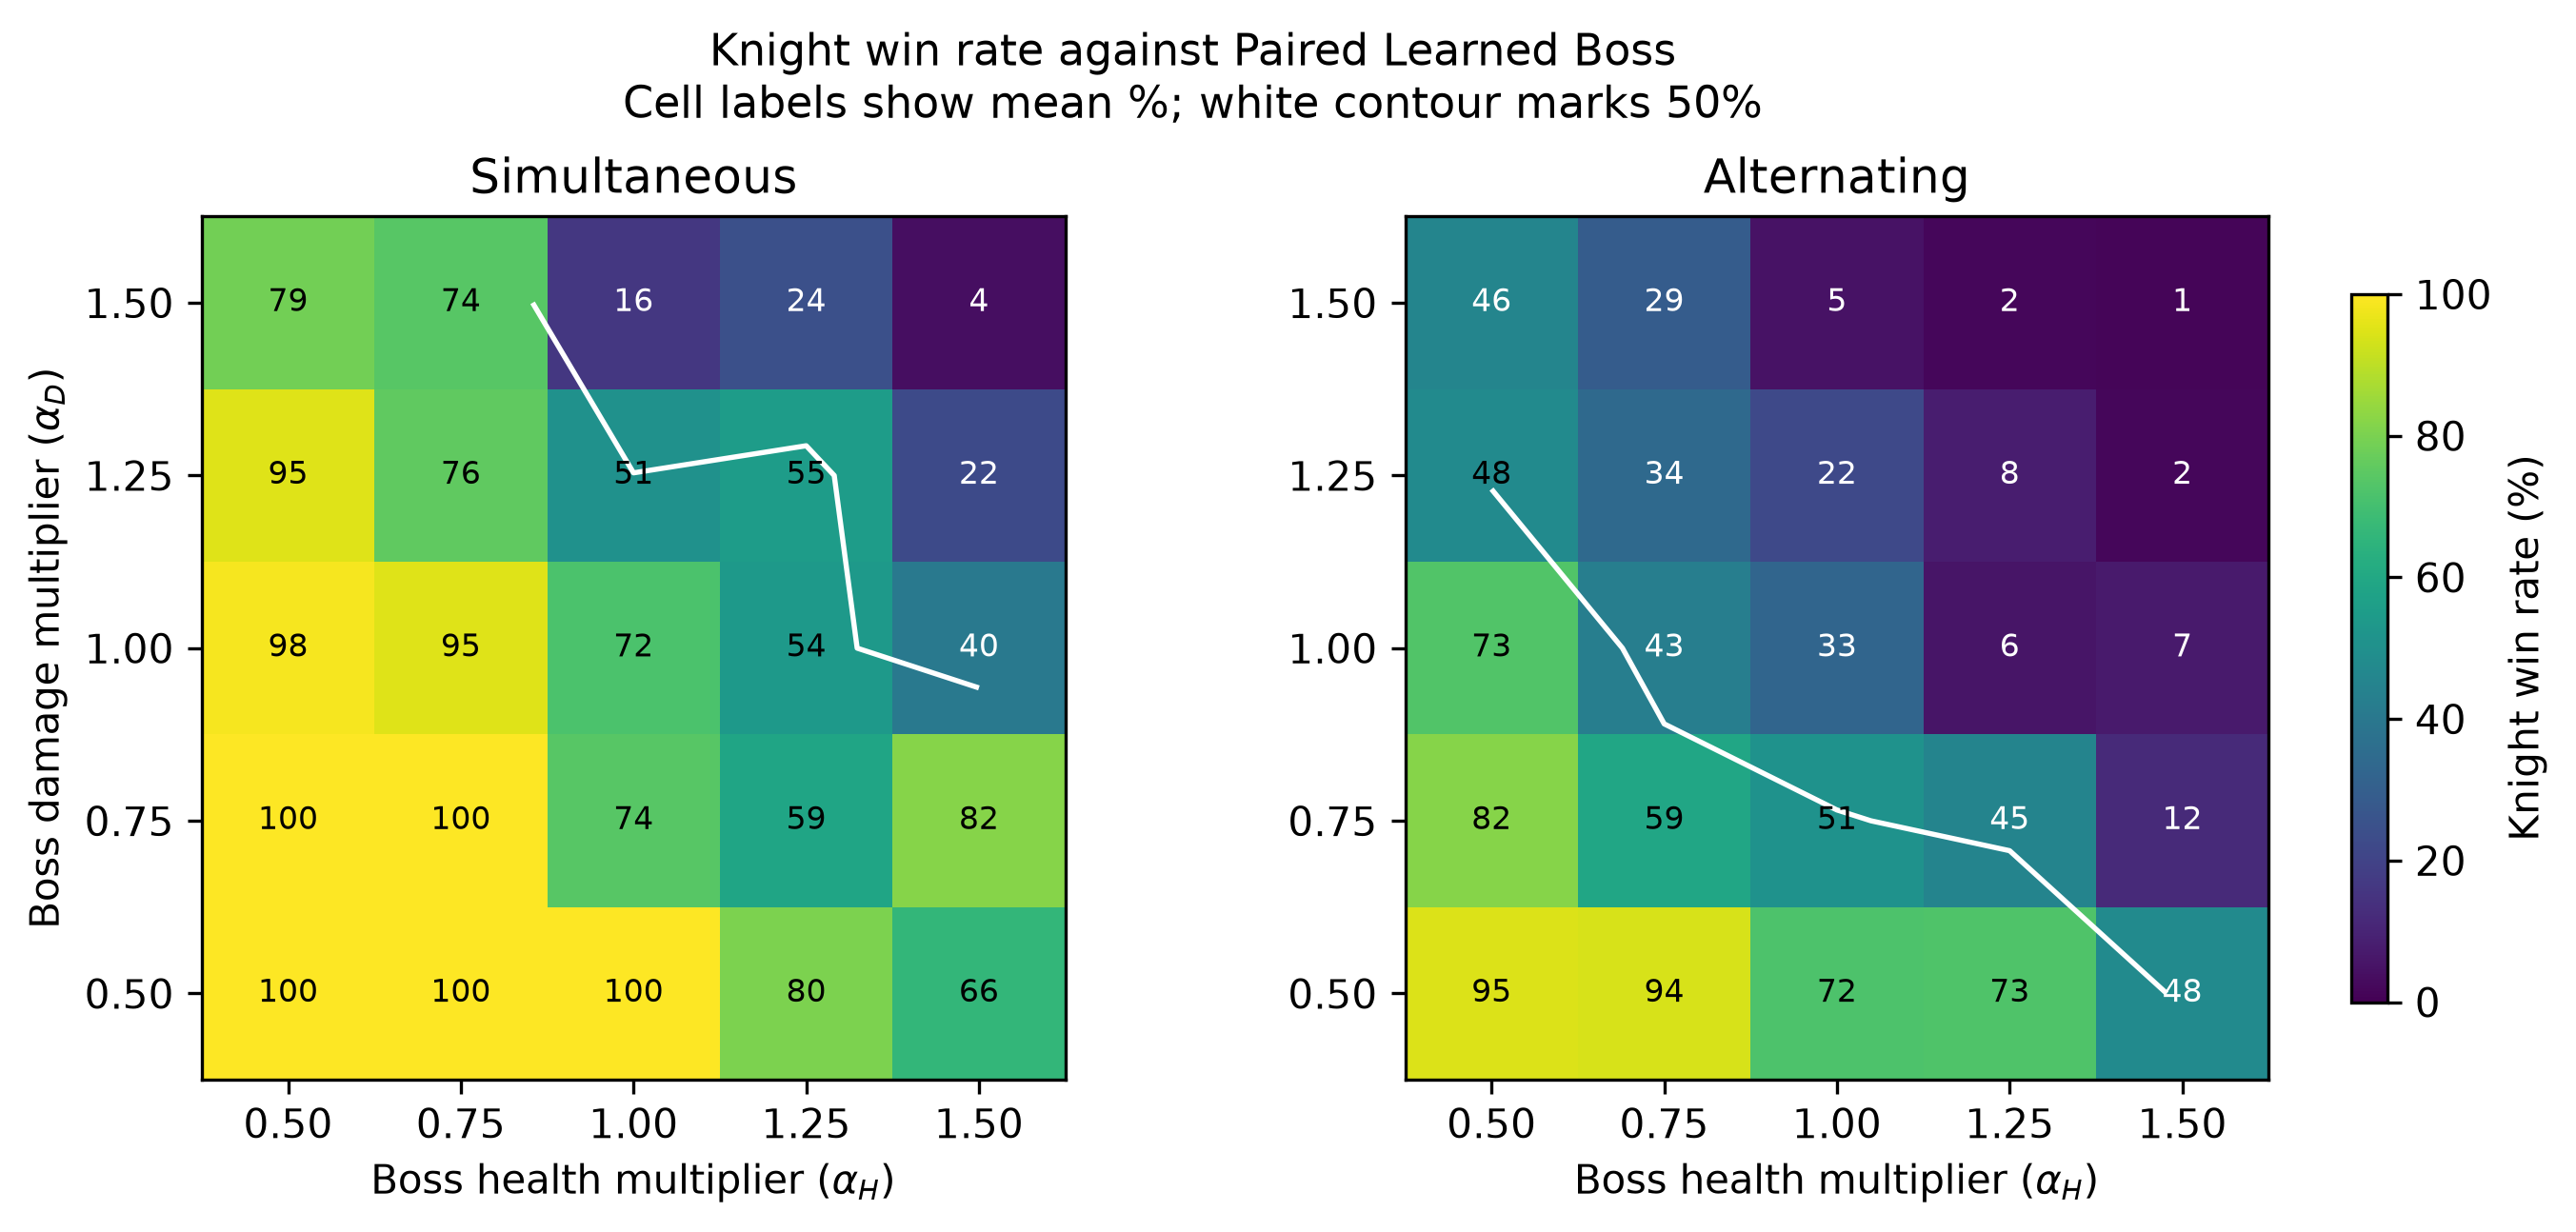 Knight win rate against Paired Learned Boss
Cell labels show mean %; white contour marks 50%
Simultaneous
Boss damage multiplier (α_D)
1.50
79 74 16 24 4
1.25
95 76 51 55 22
1.00
98 95 72 54 40
0.75
100 100 74 59 82
0.50
100 100 100 80 66
0.50 0.75 1.00 1.25 1.50
Boss health multiplier (α_H)
Alternating
1.50
46 29 5 2 1
1.25
48 34 22 8 2
1.00
73 43 33 6 7
0.75
82 59 51 45 12
0.50
95 94 72 73 48
0.50 0.75 1.00 1.25 1.50
Boss health multiplier (α_H)
100
80
60
40
20
0
Knight win rate (%)